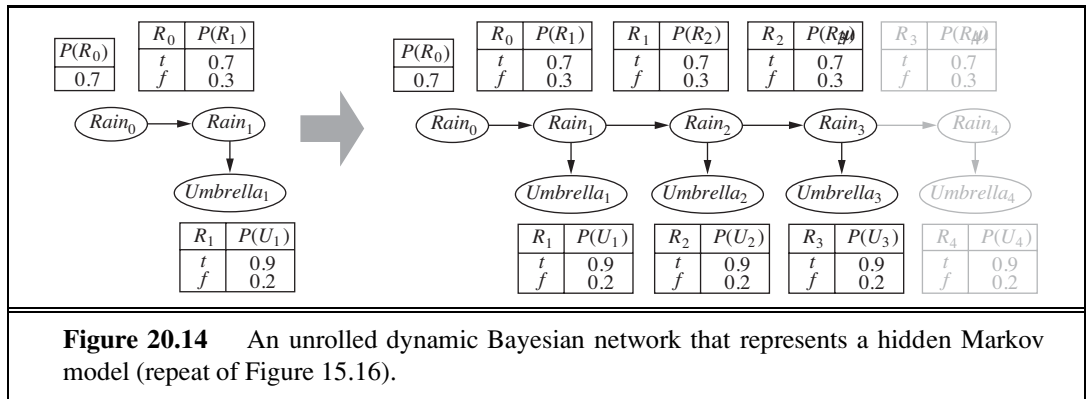 R0 P(R1) R0 P(R1) R1 P(R2) R2 R3
P(R0) P(R0)
t 0.7 t 0.7 t 0.7 t 0.7 t 0.7
0.7 0.7
f 0.3 f 0.3 f 0.3 f 0.3 f 0.3
Rain0 Rain1 Rain0 Rain1 Rain2 Rain3 Rain4
Umbrella1 Umbrella1 Umbrella2 Umbrella3 Umbrella4
R1 P(U1) R1 P(U1) R2 P(U2) R3 P(U3) R4 P(U4)
t 0.9 t 0.9 t 0.9 t 0.9 t 0.9
f 0.2 f 0.2 f 0.2 f 0.2 f 0.2
Figure 20.14 An unrolled dynamic Bayesian network that represents a hidden Markov
model (repeat of Figure 15.16).